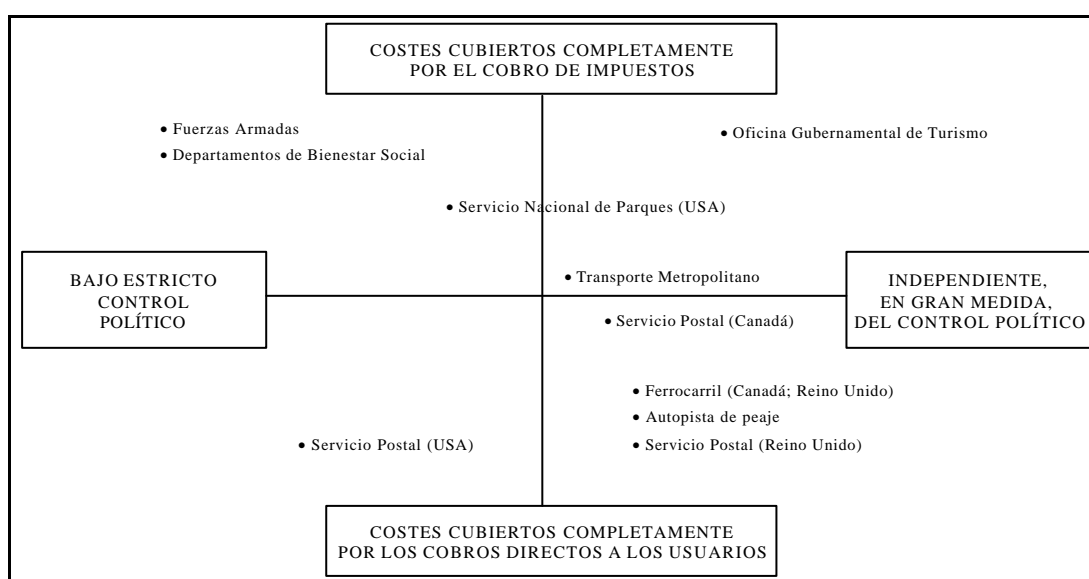 COSTES CUBIERTOS COMPLETAMENTE
POR EL COBRO DE IMPUESTOS
• Fuerzas Armadas
• Departamentos de Bienestar Social
• Oficina Gubernamental de Turismo
• Servicio Nacional de Parques (USA)
BAJO ESTRICTO
CONTROL
POLÍTICO
• Transporte Metropolitano
INDEPENDIENTE,
EN GRAN MEDIDA,
DEL CONTROL POLÍTICO
• Servicio Postal (Canadá)
• Ferrocarril (Canadá; Reino Unido)
• Autopista de peaje
• Servicio Postal (USA)
• Servicio Postal (Reino Unido)
COSTES CUBIERTOS COMPLETAMENTE
POR LOS COBROS DIRECTOS A LOS USUARIOS